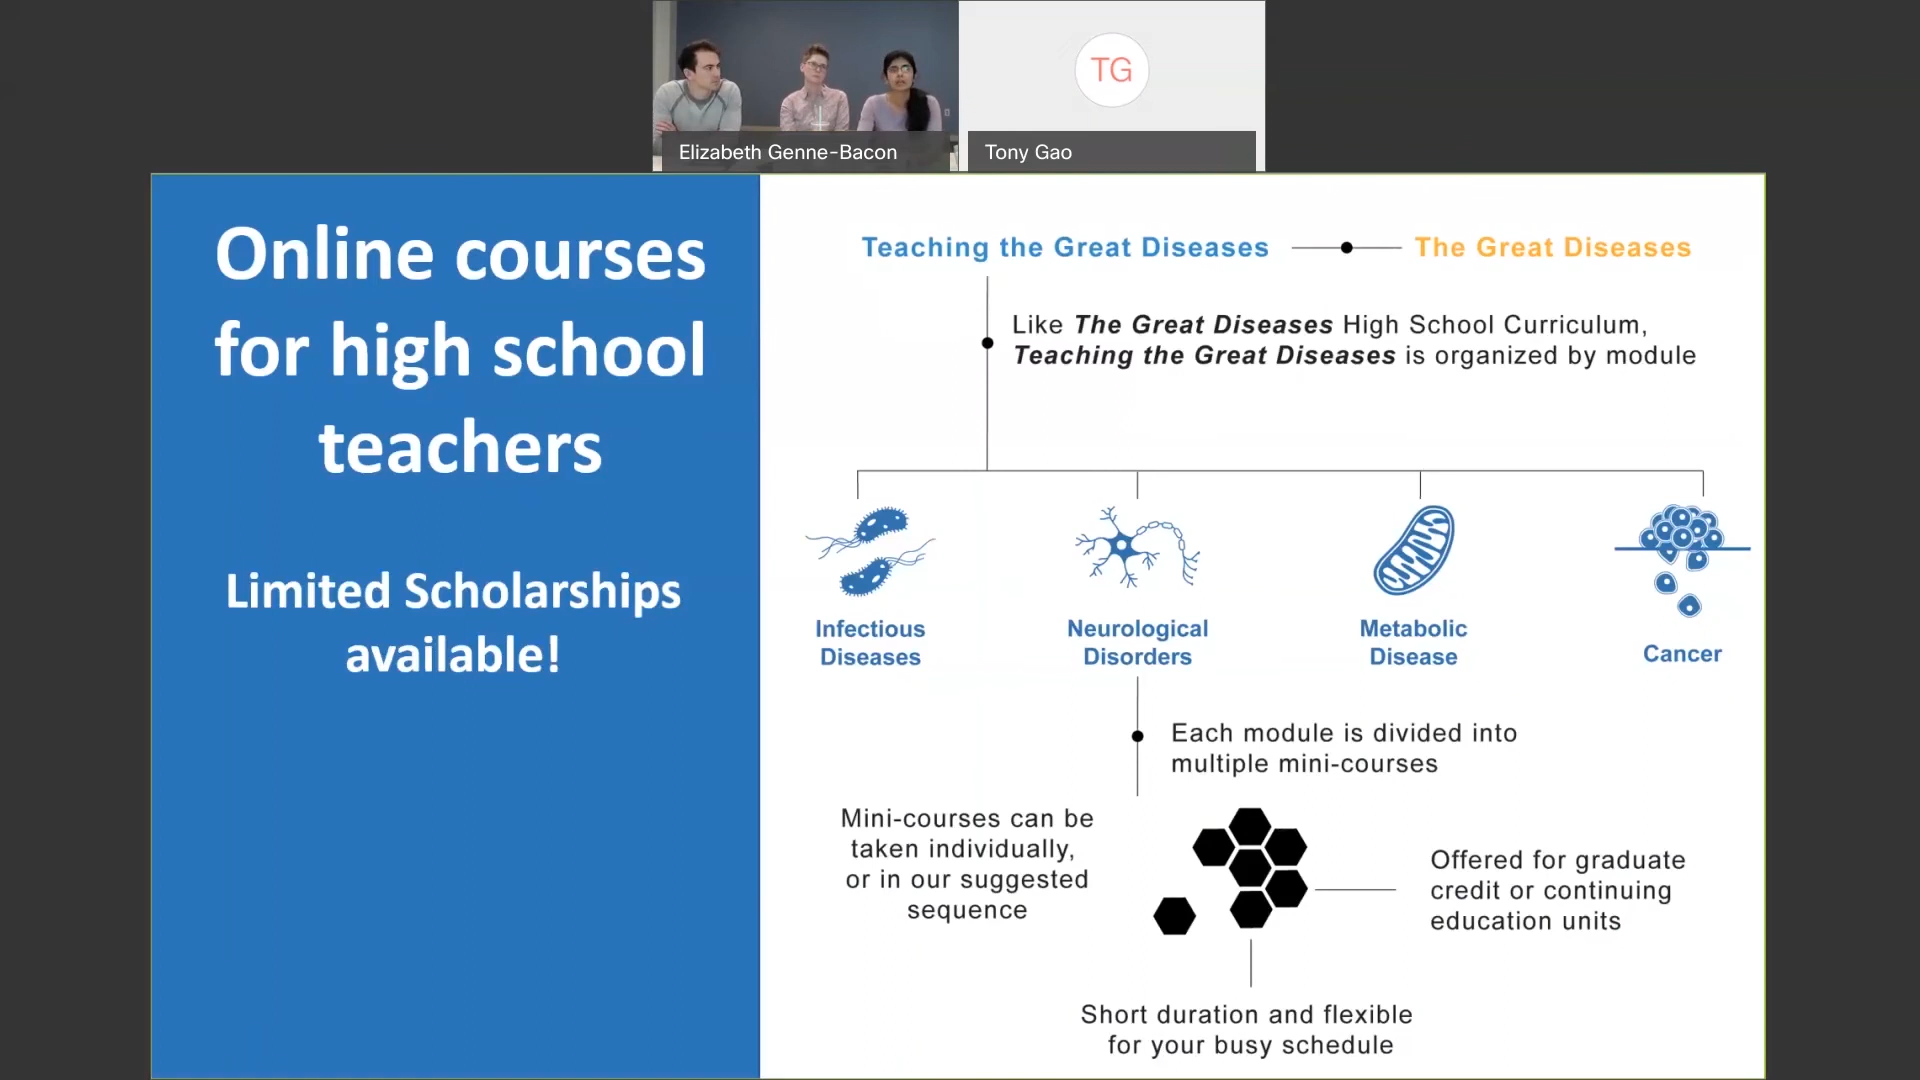 TG
Elizabeth Genne-Bacon
Tony Gao
Online courses
for high school
teachers
Limited Scholarships
available!
Teaching the Great Diseases
The Great Diseases
Like The Great Diseases High School Curriculum,
Teaching the Great Diseases is organized by module
Infectious
Diseases
Neurological
Disorders
Metabolic
Disease
Cancer
Each module is divided into
multiple mini-courses
Mini-courses can be
taken individually,
or in our suggested
sequence
Offered for graduate
credit or continuing
education units
Short duration and flexible
for your busy schedule